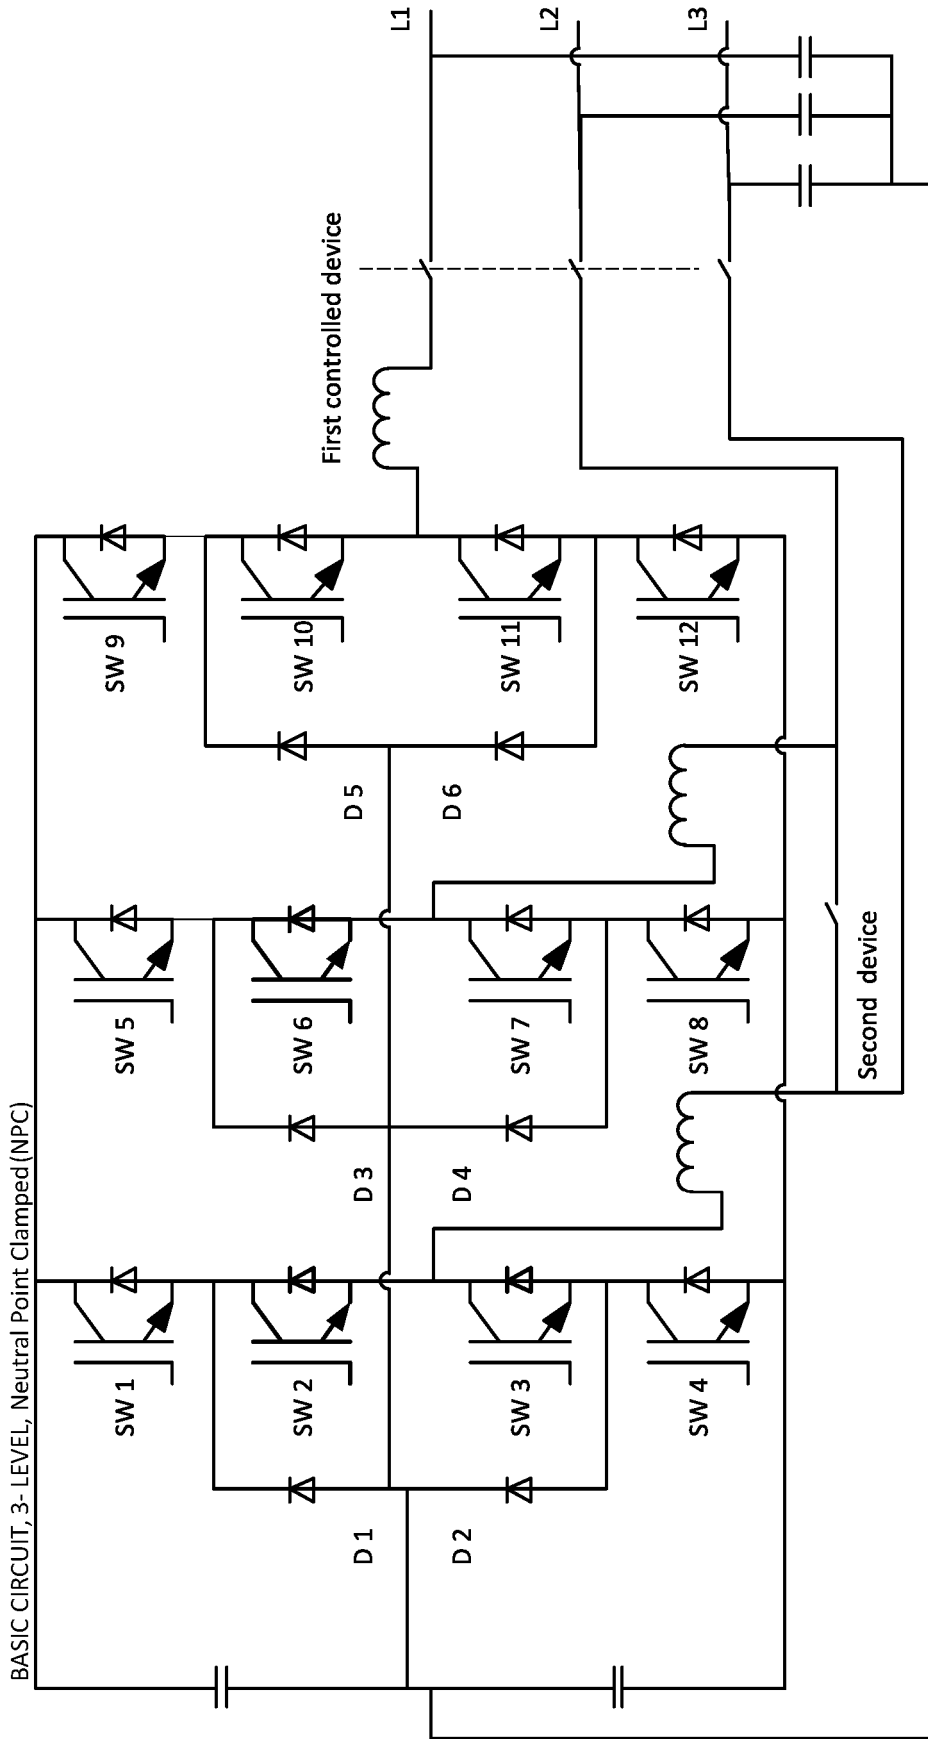 BASIC CIRCUIT, 3- LEVEL, Neutral Point Clamped (NPC)
SW 1
SW 5
SW 9
SW 2
SW 6
SW 10
D 1
D 3
D 5
D 2
D 4
D 6
SW 3
SW 7
SW 11
SW 4
SW 8
SW 12
First controlled device
Second device
L1
L2
L3